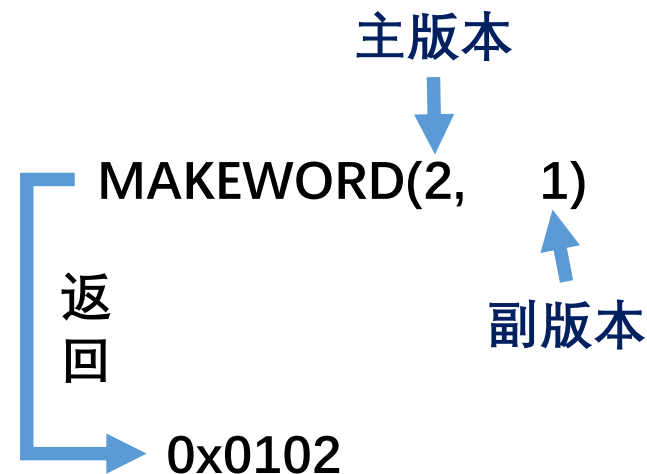 主版本
MAKEWORD(2, 1)
返
回
副版本
0x0102